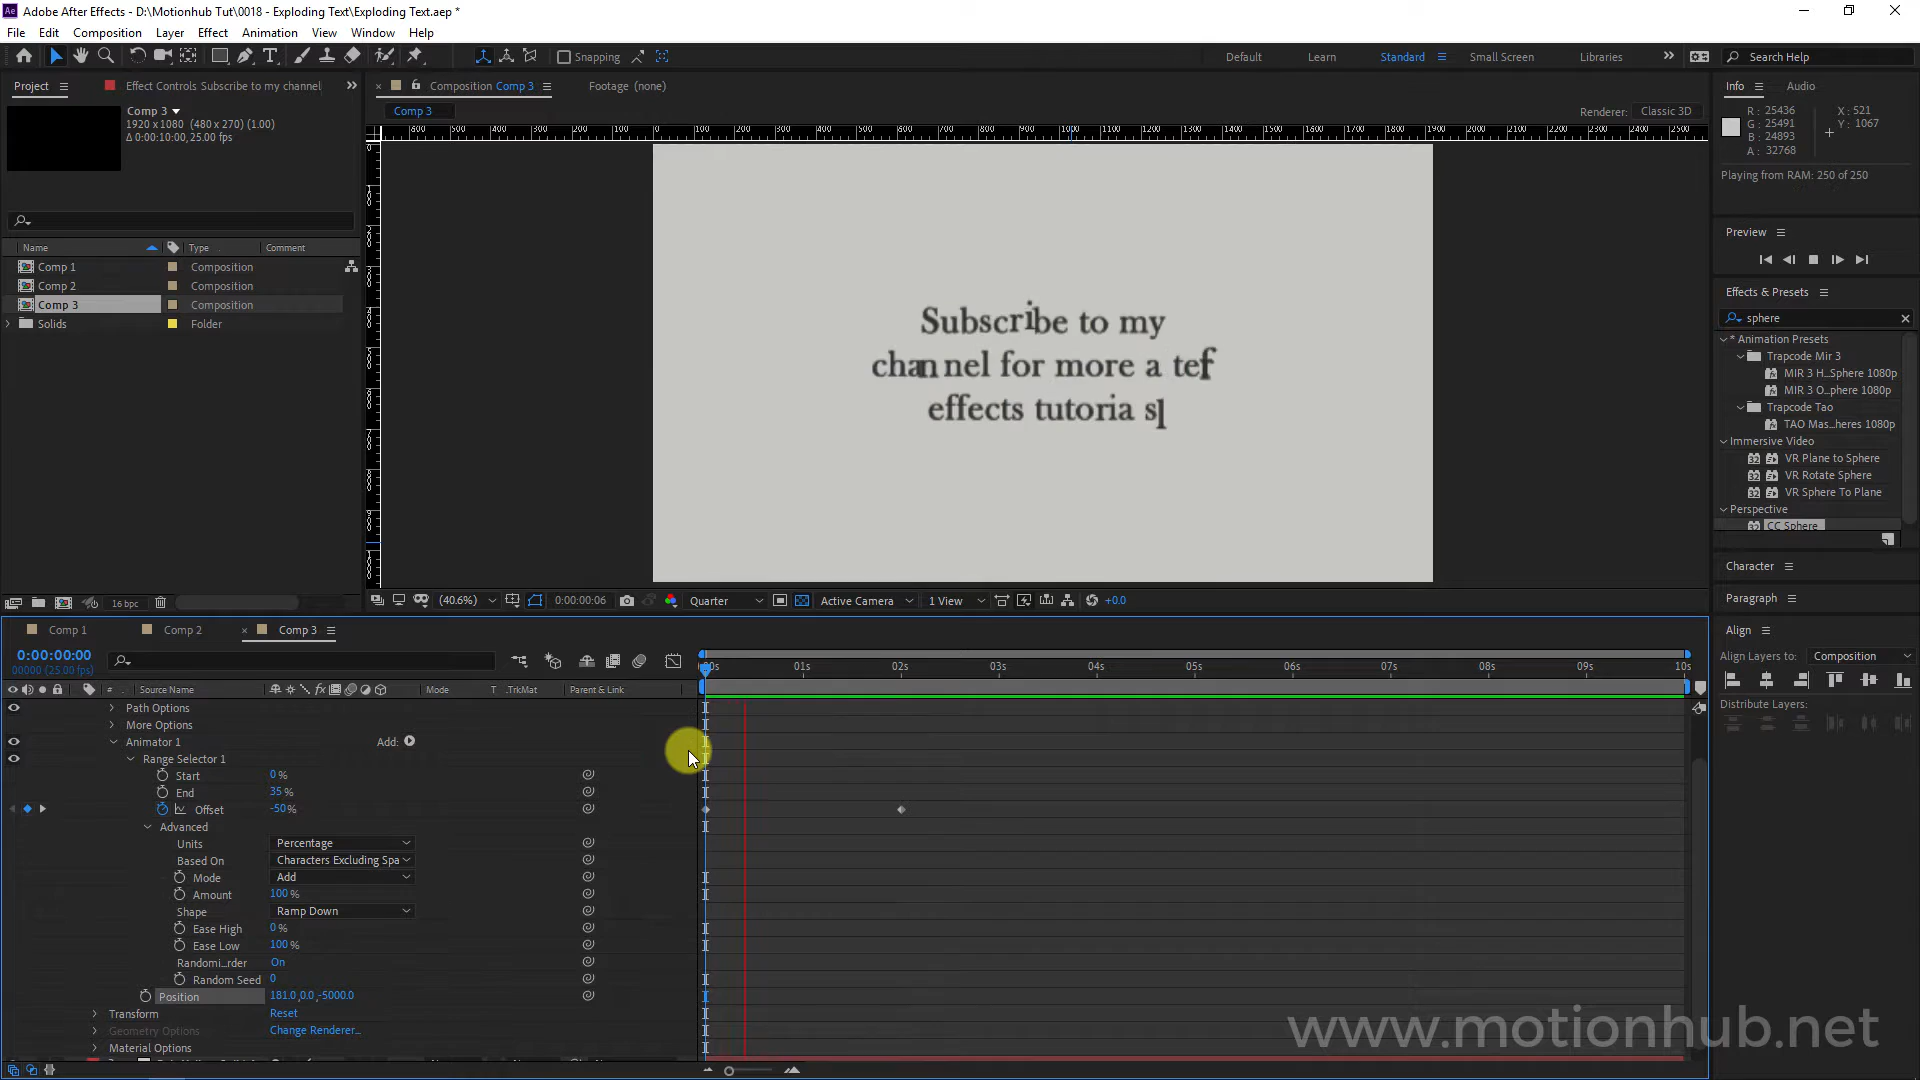 Adobe After Effects - D:\Motionhub Tut\0018 - Exploding Text\Exploding Text.aep *
File Edit Composition Layer Effect Animation View Window Help
Snapping Default Learn Standard Small Screen Libraries Search Help
Project Effect Controls Subscribe to my channel
Composition Comp 3 Footage (none)
Info Audio
Comp 3
1920 x 1080 (480 x 270) (1.00)
Δ 0:00:10:00, 25.00 fps
Comp 3
Renderer: Classic 3D
R: 25436 X: 521
G: 25491 Y: 1067
B: 24893
A: 32768
Playing from RAM: 250 of 250
Preview
Effects & Presets
sphere
* Animation Presets
Trapcode Mir 3
MIR 3 H...Sphere 1080p
MIR 3 O...phere 1080p
Trapcode Tao
TAO Mas...heres 1080p
Immersive Video
VR Plane to Sphere
VR Rotate Sphere
VR Sphere To Plane
Perspective
CC Sphere
Name Type Comment
Comp 1 Composition
Comp 2 Composition
Comp 3 Composition
Solids Folder
Subscribe to my
channel for more a tef
effects tutoria sl
16 bpc
(40.6%) 0:00:00:06 Quarter Active Camera 1 View +0.0
Character
Paragraph
Align
Align Layers to: Composition
Distribute Layers:
Comp 1 Comp 2 Comp 3
0:00:00:00
00000 (25.00 fps)
01s 02s 03s 04s 05s 06s 07s 08s 09s 10s
# Source Name Mode T .TrkMat Parent & Link
Path Options
More Options
Animator 1 Add:
Range Selector 1
Start 0 %
End 35 %
Offset -50 %
Advanced
Units Percentage
Based On Characters Excluding Spa
Mode Add
Amount 100 %
Shape Ramp Down
Ease High 0 %
Ease Low 100 %
Randomi...rder On
Random Seed 0
Position 181.0, 0.0, -5000.0
Transform Reset
Geometry Options Change Renderer...
Material Options
www.motionhub.net